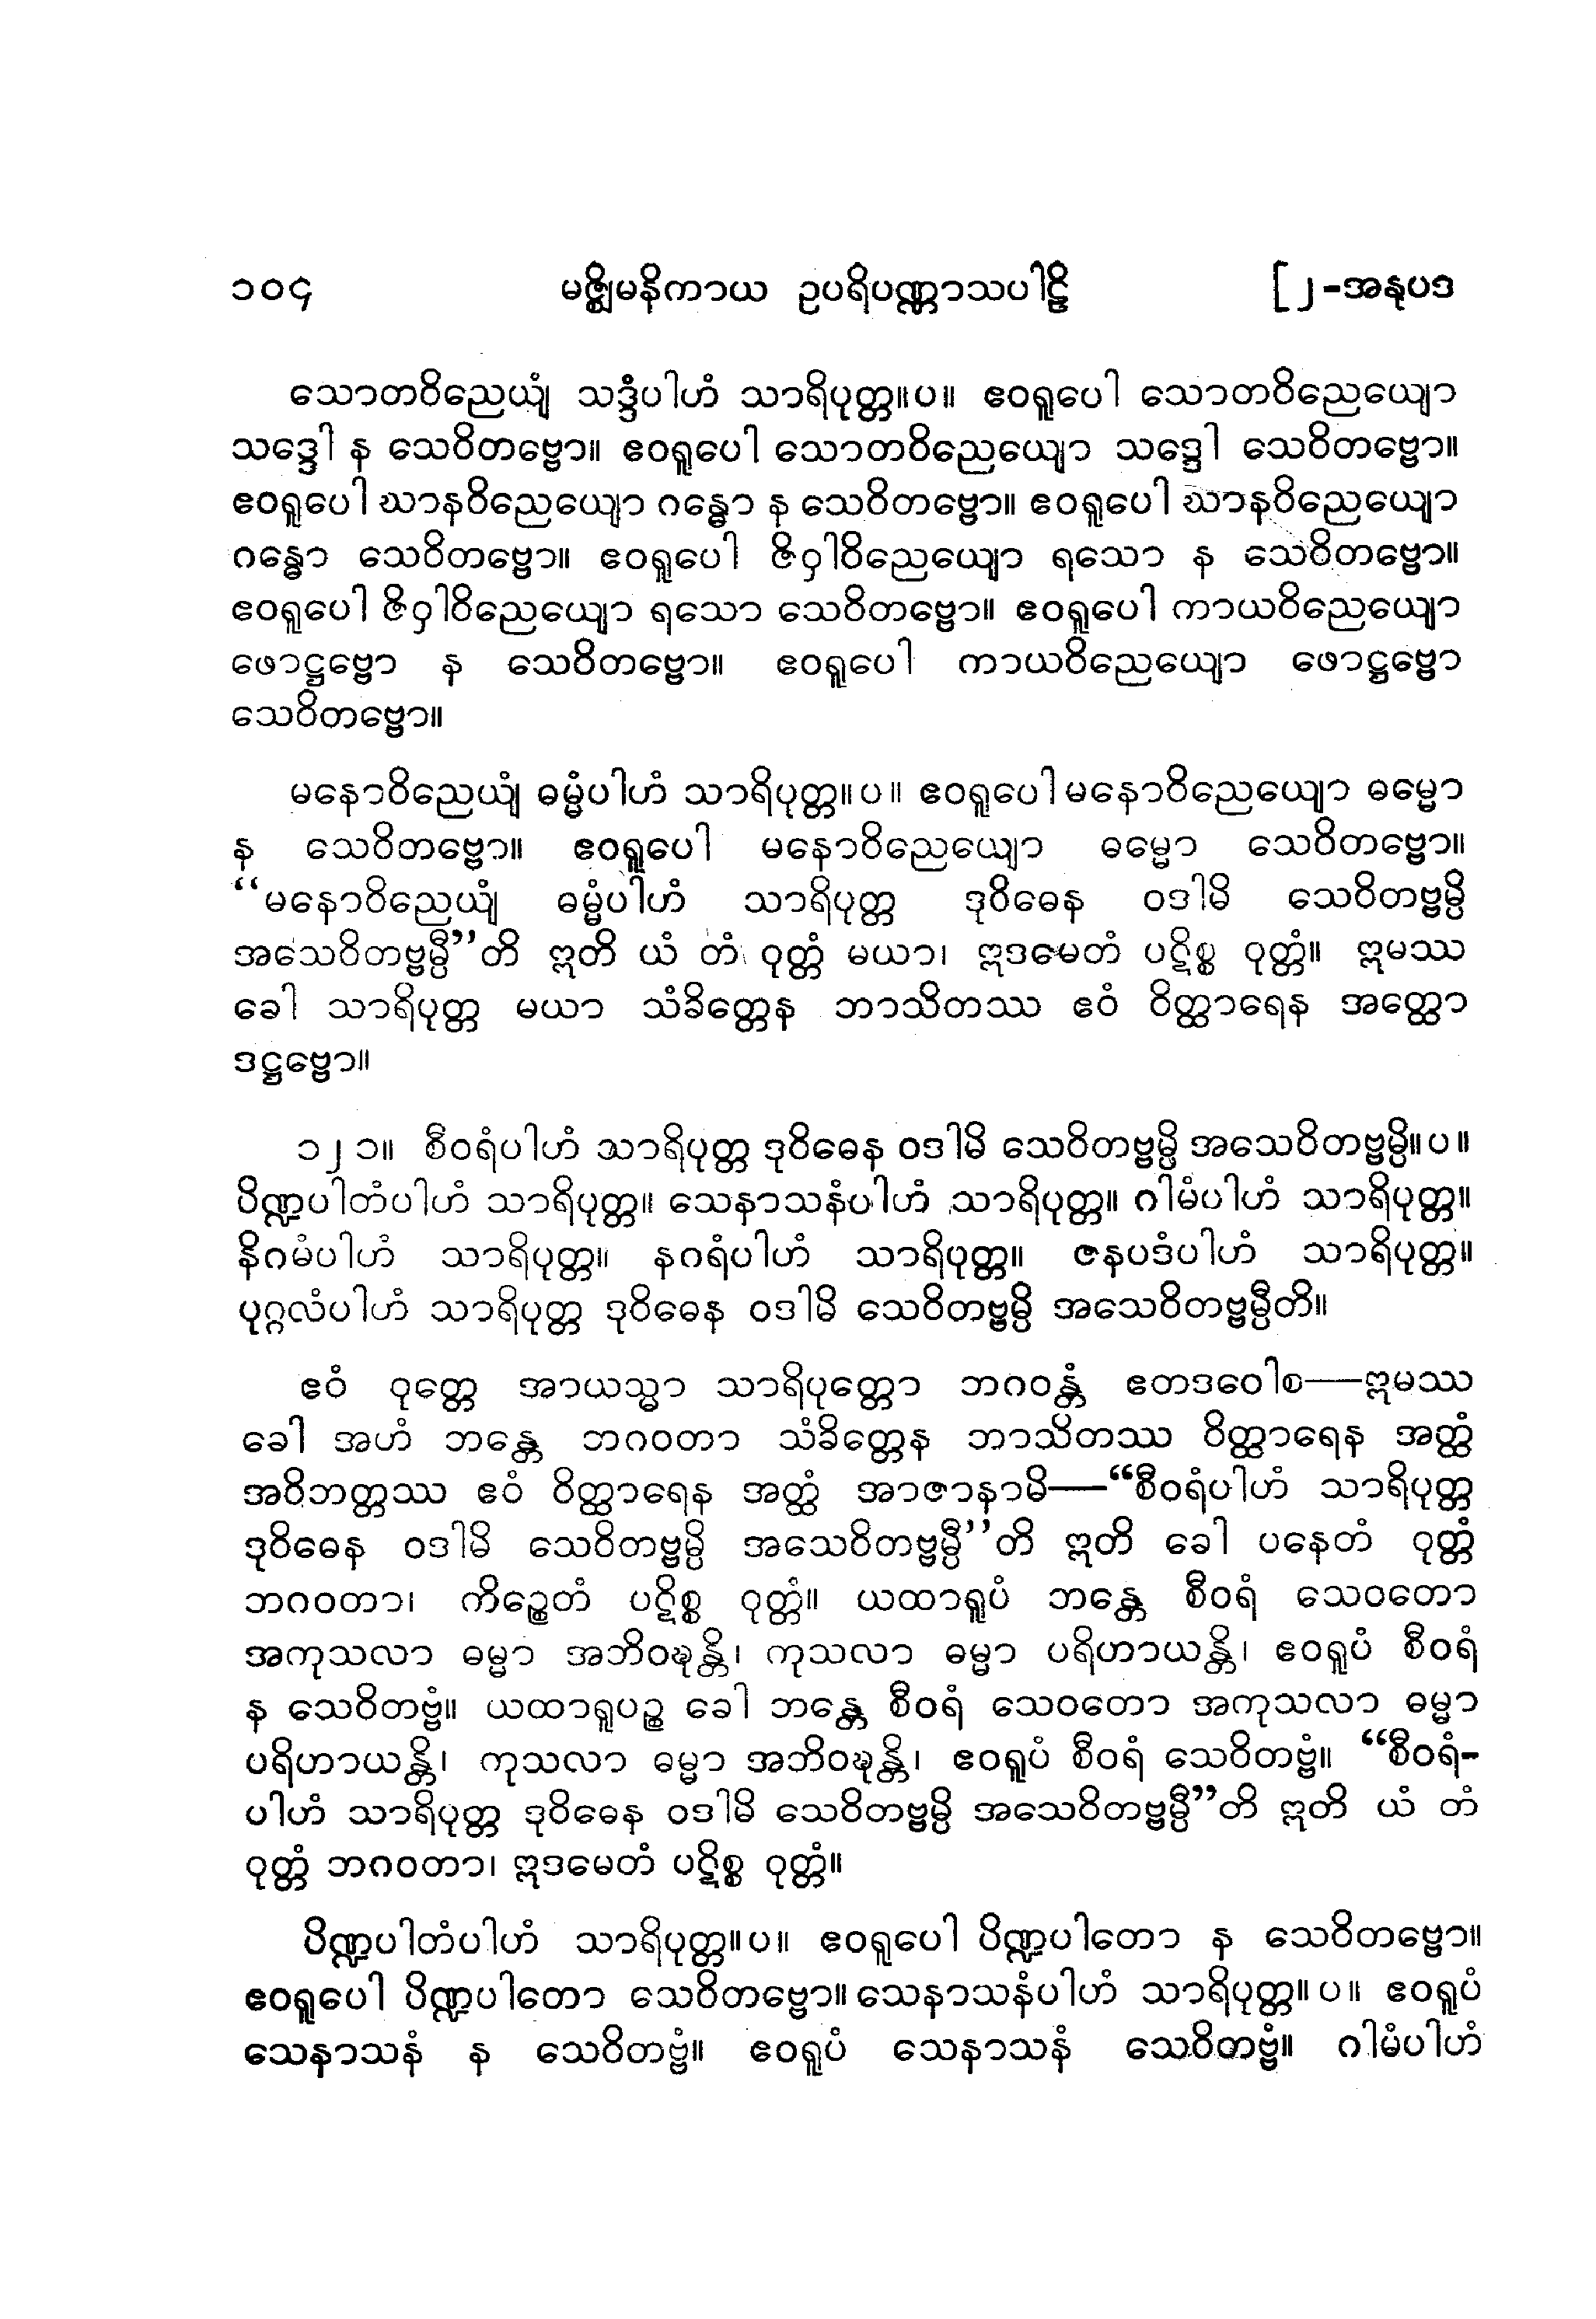 ၁၀၄ မဇ္ဈိမနိကာယ ဥပရိပဏ္ဏာသပါဠိ [၂-အနုပဒ
သောတဝိညေယျံ သဒ္ဒံပါဟံ သာရိပုတ္တ။ပ။ ဧဝရူပေါ သောတဝိညေယျော
သဒ္ဒေါ န သေဝိတဗ္ဗော။ ဧဝရူပေါ သောတဝိညေယျော သဒ္ဒေါ သေဝိတဗ္ဗော။
ဧဝရူပေါ ဃာနဝိညေယျော ဂန္ဓော န သေဝိတဗ္ဗော။ ဧဝရူပေါ ဃာနဝိညေယျော
ဂန္ဓော သေဝိတဗ္ဗော။ ဧဝရူပေါ ဇိဝှါဝိညေယျော ရသော န သေဝိတဗ္ဗော။
ဧဝရူပေါ ဇိဝှါဝိညေယျော ရသော သေဝိတဗ္ဗော။ ဧဝရူပေါ ကာယဝိညေယျော
ဖောဋ္ဌဗ္ဗော န သေဝိတဗ္ဗော။ ဧဝရူပေါ ကာယဝိညေယျော ဖောဋ္ဌဗ္ဗော
သေဝိတဗ္ဗော။
မနောဝိညေယျံ ဓမ္မံပါဟံ သာရိပုတ္တ။ပ။ ဧဝရူပေါ မနောဝိညေယျော ဓမ္မော
န သေဝိတဗ္ဗော။ ဧဝရူပေါ မနောဝိညေယျော ဓမ္မော သေဝိတဗ္ဗော။
“မနောဝိညေယျံ ဓမ္မံပါဟံ သာရိပုတ္တ ဒုဝိဓေန ဝဒါမိ သေဝိတဗ္ဗမ္ပိ
အသေဝိတဗ္ဗမ္ပီ”တိ ဣတိ ယံ တံ ဝုတ္တံ မယာ၊ ဣဒမေတံ ပဋိစ္စ ဝုတ္တံ။ ဣမဿ
ခေါ သာရိပုတ္တ မယာ သံခိတ္တေန ဘာသိတဿ ဧဝံ ဝိတ္ထာရေန အတ္ထော
ဒဋ္ဌဗ္ဗော။
၁၂၁။ စီဝရံပါဟံ သာရိပုတ္တ ဒုဝိဓေန ဝဒါမိ သေဝိတဗ္ဗမ္ပိ အသေဝိတဗ္ဗမ္ပိ။ပ။
ပိဏ္ဍပါတံပါဟံ သာရိပုတ္တ။ သေနာသနံပါဟံ သာရိပုတ္တ။ ဂါမံပါဟံ သာရိပုတ္တ။
နိဂမံပါဟံ သာရိပုတ္တ။ နဂရံပါဟံ သာရိပုတ္တ။ ဇနပဒံပါဟံ သာရိပုတ္တ။
ပုဂ္ဂလံပါဟံ သာရိပုတ္တ ဒုဝိဓေန ဝဒါမိ သေဝိတဗ္ဗမ္ပိ အသေဝိတဗ္ဗမ္ပီတိ။
ဧဝံ ဝုတ္တေ အာယသ္မာ သာရိပုတ္တော ဘဂဝန္တံ ဧတဒဝေါစ—ဣမဿ
ခေါ အဟံ ဘန္တေ ဘဂဝတာ သံခိတ္တေန ဘာသိတဿ ဝိတ္ထာရေန အတ္ထံ
အဝိဘတ္တဿ ဧဝံ ဝိတ္ထာရေန အတ္ထံ အာဇာနာမိ—“စီဝရံပါဟံ သာရိပုတ္တ
ဒုဝိဓေန ဝဒါမိ သေဝိတဗ္ဗမ္ပိ အသေဝိတဗ္ဗမ္ပီ”တိ ဣတိ ခေါ ပနေတံ ဝုတ္တံ
ဘဂဝတာ၊ ကိဉ္စေတံ ပဋိစ္စ ဝုတ္တံ။ ယထာရူပံ ဘန္တေ စီဝရံ သေဝတော
အကုသလာ ဓမ္မာ အဘိဝဍ္ဎန္တိ၊ ကုသလာ ဓမ္မာ ပရိဟာယန္တိ၊ ဧဝရူပံ စီဝရံ
န သေဝိတဗ္ဗံ။ ယထာရူပဉ္စ ခေါ ဘန္တေ စီဝရံ သေဝတော အကုသလာ ဓမ္မာ
ပရိဟာယန္တိ၊ ကုသလာ ဓမ္မာ အဘိဝဍ္ဎန္တိ၊ ဧဝရူပံ စီဝရံ သေဝိတဗ္ဗံ။ “စီဝရံ-
ပါဟံ သာရိပုတ္တ ဒုဝိဓေန ဝဒါမိ သေဝိတဗ္ဗမ္ပိ အသေဝိတဗ္ဗမ္ပီ”တိ ဣတိ ယံ တံ
ဝုတ္တံ ဘဂဝတာ၊ ဣဒမေတံ ပဋိစ္စ ဝုတ္တံ။
ပိဏ္ဍပါတံပါဟံ သာရိပုတ္တ။ပ။ ဧဝရူပေါ ပိဏ္ဍပါတော န သေဝိတဗ္ဗော။
ဧဝရူပေါ ပိဏ္ဍပါတော သေဝိတဗ္ဗော။ သေနာသနံပါဟံ သာရိပုတ္တ။ပ။ ဧဝရူပံ
သေနာသနံ န သေဝိတဗ္ဗံ။ ဧဝရူပံ သေနာသနံ သေဝိတဗ္ဗံ။ ဂါမံပါဟံ